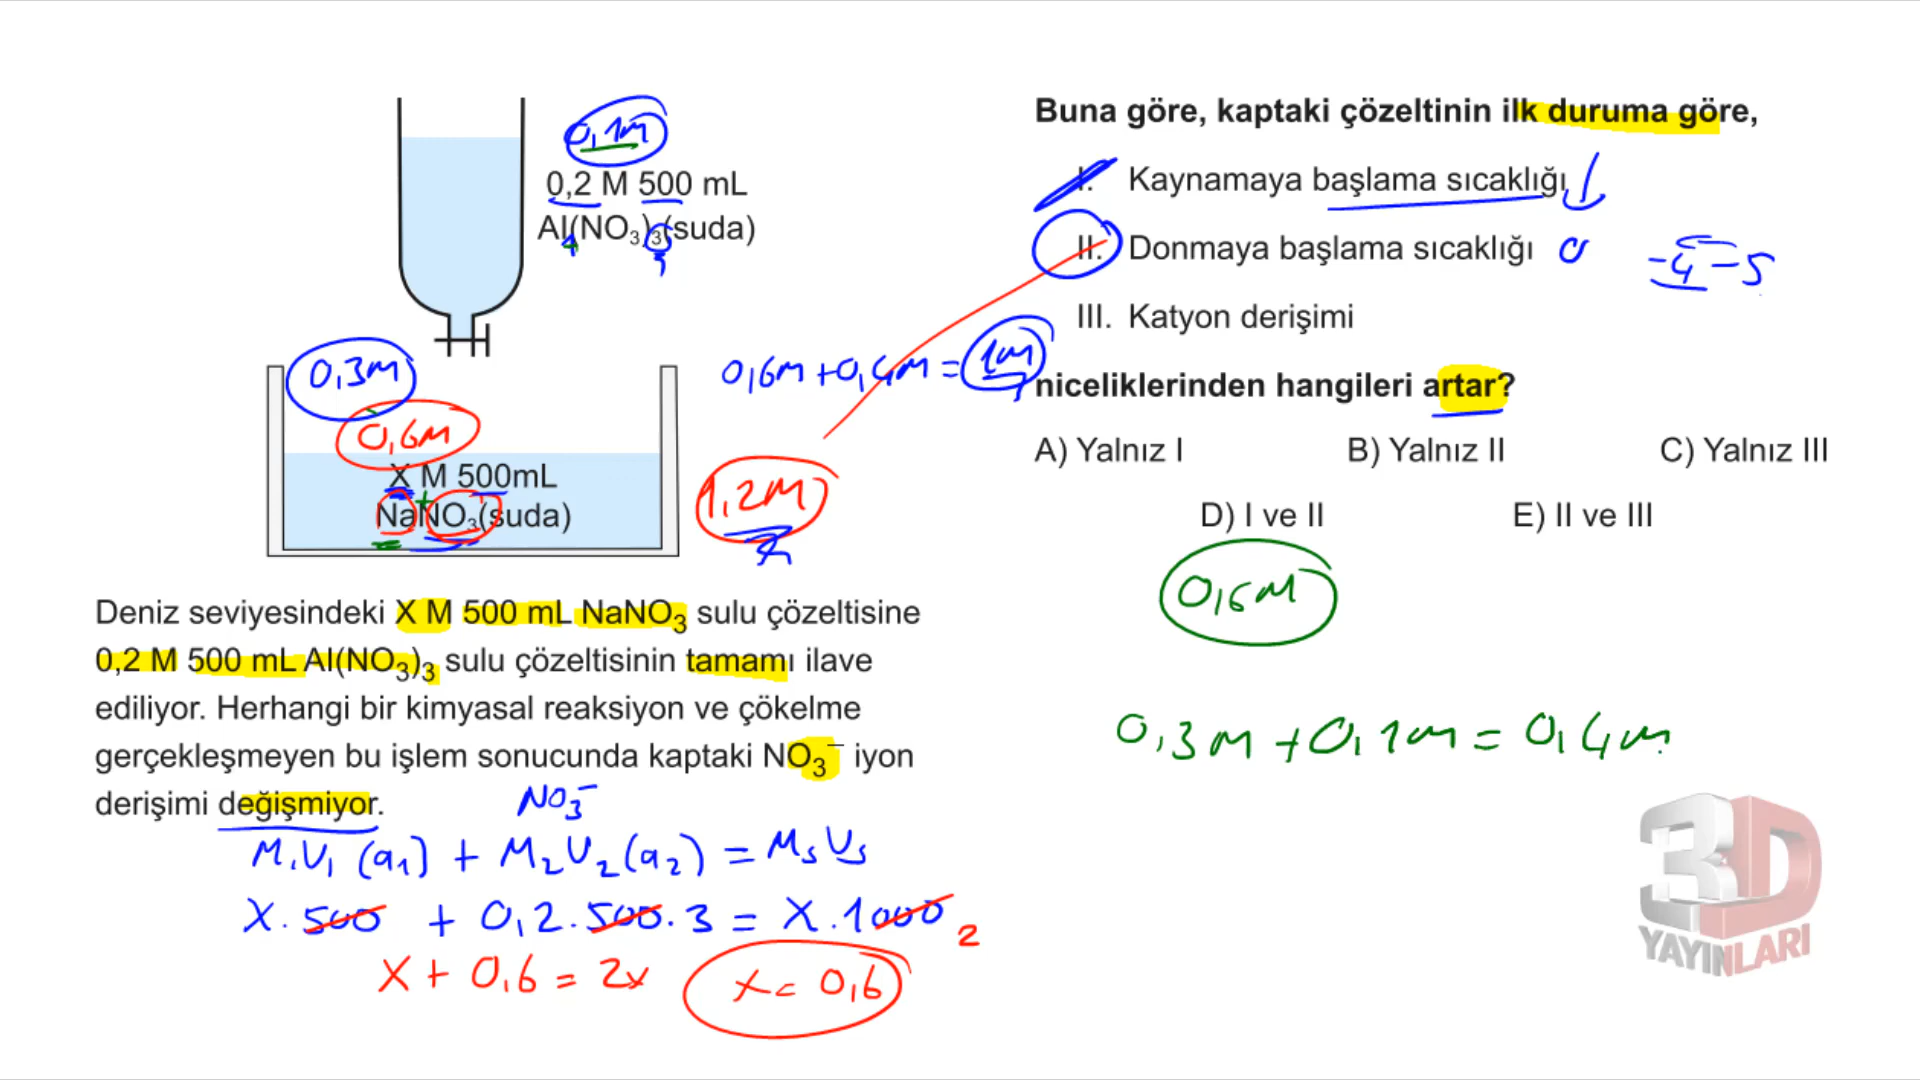 0,1M
0,2 M 500 mL
Al(NO₃)₃(suda)
4
0,3M
0,6M
X M 500mL
NaNO₃(suda)
+
0,6M + 0,4M = 1M
1,2M
Deniz seviyesindeki X M 500 mL NaNO₃ sulu çözeltisine
0,2 M 500 mL Al(NO₃)₃ sulu çözeltisinin tamamı ilave
ediliyor. Herhangi bir kimyasal reaksiyon ve çökelme
gerçekleşmeyen bu işlem sonucunda kaptaki NO₃⁻ iyon
derişimi değişmiyor.
NO₃⁻
M₁V₁(a₁) + M₂V₂(a₂) = MₛVₛ
X.500 + 0,2.500.3 = X.1000 2
X + 0,6 = 2x
x = 0,6
Buna göre, kaptaki çözeltinin ilk duruma göre,
I. Kaynamaya başlama sıcaklığı ↓
II. Donmaya başlama sıcaklığı 0 -4 -5
III. Katyon derişimi
niceliklerinden hangileri artar?
A) Yalnız I B) Yalnız II C) Yalnız III
D) I ve II E) II ve III
0,6M
0,3M + 0,1M = 0,4M
3D
YAYINLARI